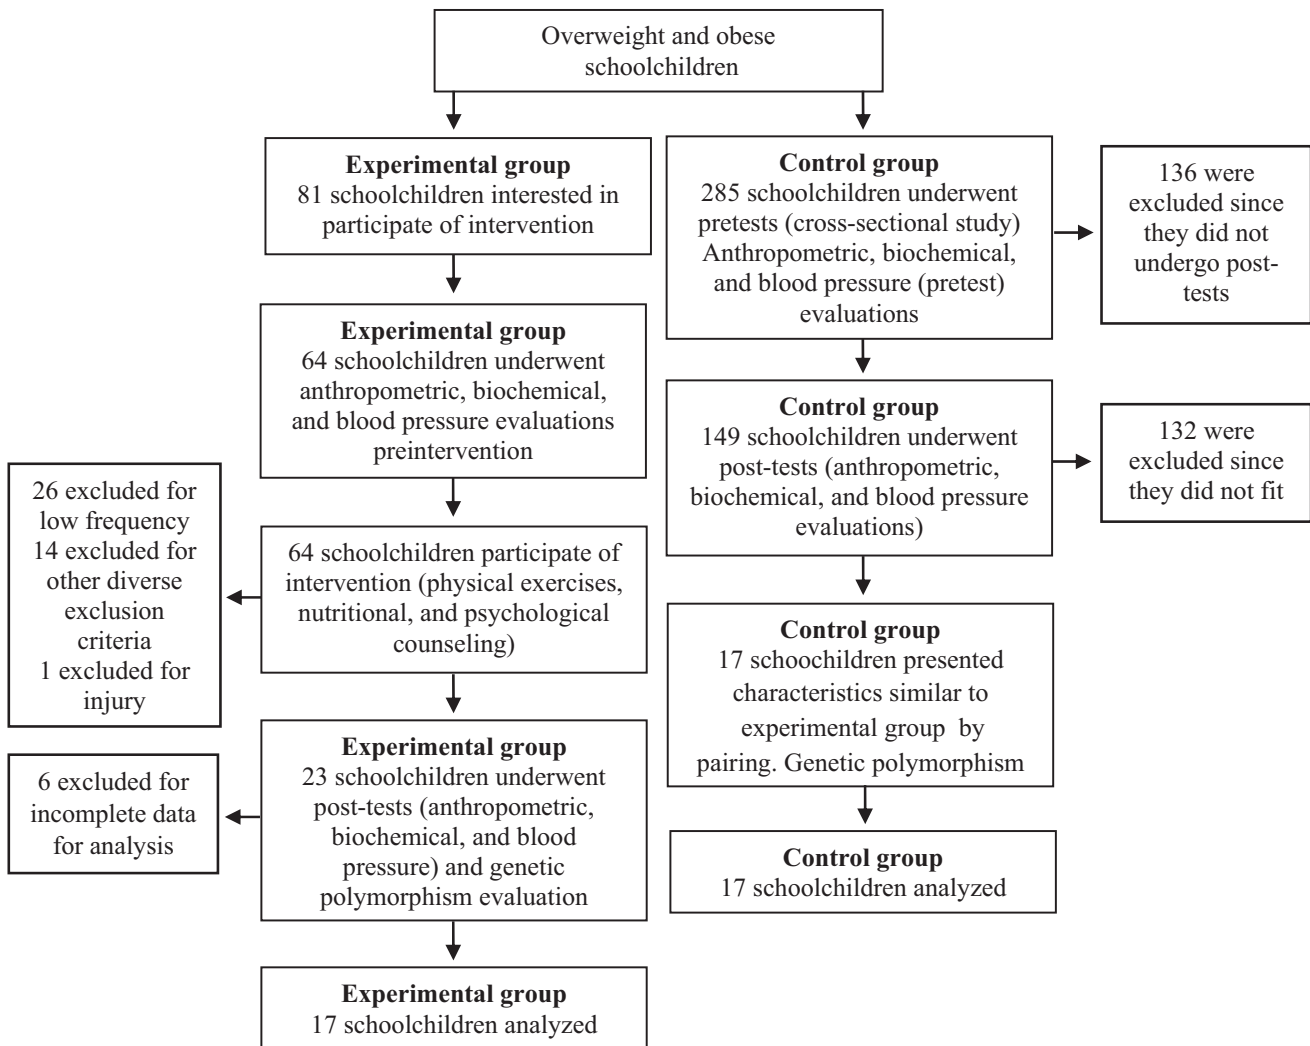 Overweight and obese
schoolchildren
Experimental group
81 schoolchildren interested in
participate of intervention
Control group
285 schoolchildren underwent
pretests (cross-sectional study)
Anthropometric, biochemical,
and blood pressure (pretest)
evaluations
136 were
excluded since
they did not
undergo post-
tests
Experimental group
64 schoolchildren underwent
anthropometric, biochemical,
and blood pressure evaluations
preintervention
Control group
149 schoolchildren underwent
post-tests (anthropometric,
biochemical, and blood pressure
evaluations)
132 were
excluded since
they did not fit
26 excluded for
low frequency
14 excluded for
other diverse
exclusion
criteria
1 excluded for
injury
64 schoolchildren participate of
intervention (physical exercises,
nutritional, and psychological
counseling)
Control group
17 schoochildren presented
characteristics similar to
experimental group by
pairing. Genetic polymorphism
6 excluded for
incomplete data
for analysis
Experimental group
23 schoolchildren underwent
post-tests (anthropometric,
biochemical, and blood
pressure) and genetic
polymorphism evaluation
Control group
17 schoolchildren analyzed
Experimental group
17 schoolchildren analyzed